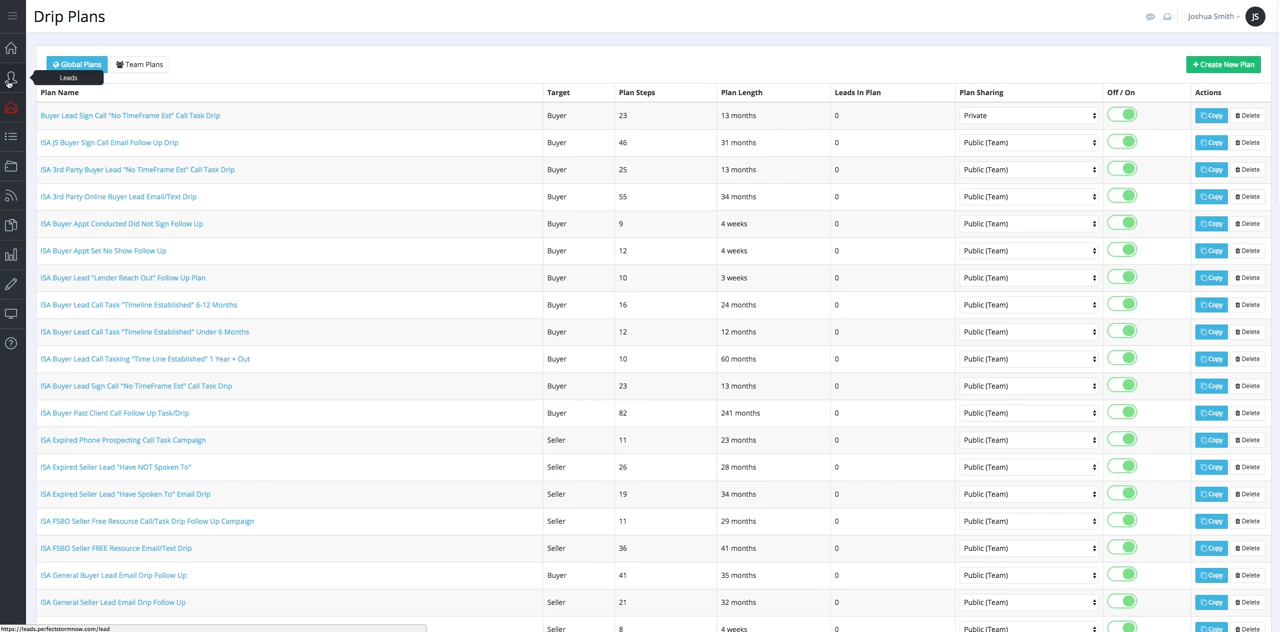 Drip Plans
Joshua Smith
JS
Global Plans
Team Plans
+ Create New Plan
Leads
Plan Name Target Plan Steps Plan Length Leads In Plan Plan Sharing Off / On Actions
Buyer Lead Sign Call "No TimeFrame Est" Call Task Drip Buyer 23 13 months 0 Private Copy Delete
ISA JS Buyer Sign Call Email Follow Up Drip Buyer 46 31 months 0 Public (Team) Copy Delete
ISA 3rd Party Buyer Lead "No TimeFrame Est" Call Task Drip Buyer 25 13 months 0 Public (Team) Copy Delete
ISA 3rd Party Online Buyer Lead Email/Text Drip Buyer 55 34 months 0 Public (Team) Copy Delete
ISA Buyer Appt Conducted Did Not Sign Follow Up Buyer 9 4 weeks 0 Public (Team) Copy Delete
ISA Buyer Appt Set No Show Follow Up Buyer 12 4 weeks 0 Public (Team) Copy Delete
ISA Buyer Lead "Lender Reach Out" Follow Up Plan Buyer 10 3 weeks 0 Public (Team) Copy Delete
ISA Buyer Lead Call Task "Timeline Established" 6-12 Months Buyer 16 24 months 0 Public (Team) Copy Delete
ISA Buyer Lead Call Task "Timeline Established" Under 6 Months Buyer 12 12 months 0 Public (Team) Copy Delete
ISA Buyer Lead Call Tasking "Time Line Established" 1 Year + Out Buyer 10 60 months 0 Public (Team) Copy Delete
ISA Buyer Lead Sign Call "No TimeFrame Est" Call Task Drip Buyer 23 13 months 0 Public (Team) Copy Delete
ISA Buyer Past Client Call Follow Up Task/Drip Buyer 82 241 months 0 Public (Team) Copy Delete
ISA Expired Phone Prospecting Call Task Campaign Seller 11 23 months 0 Public (Team) Copy Delete
ISA Expired Seller Lead "Have NOT Spoken To" Seller 26 28 months 0 Public (Team) Copy Delete
ISA Expired Seller Lead "Have Spoken To" Email Drip Seller 19 34 months 0 Public (Team) Copy Delete
ISA FSBO Seller Free Resource Call/Task Drip Follow Up Campaign Seller 11 29 months 0 Public (Team) Copy Delete
ISA FSBO Seller FREE Resource Email/Text Drip Seller 36 41 months 0 Public (Team) Copy Delete
ISA General Buyer Lead Email Drip Follow Up Buyer 41 35 months 0 Public (Team) Copy Delete
ISA General Seller Lead Email Drip Follow Up Seller 21 32 months 0 Public (Team) Copy Delete
Seller 8 4 weeks 0 Public (Team) Copy Delete
https://leads.perfectstormnow.com/lead